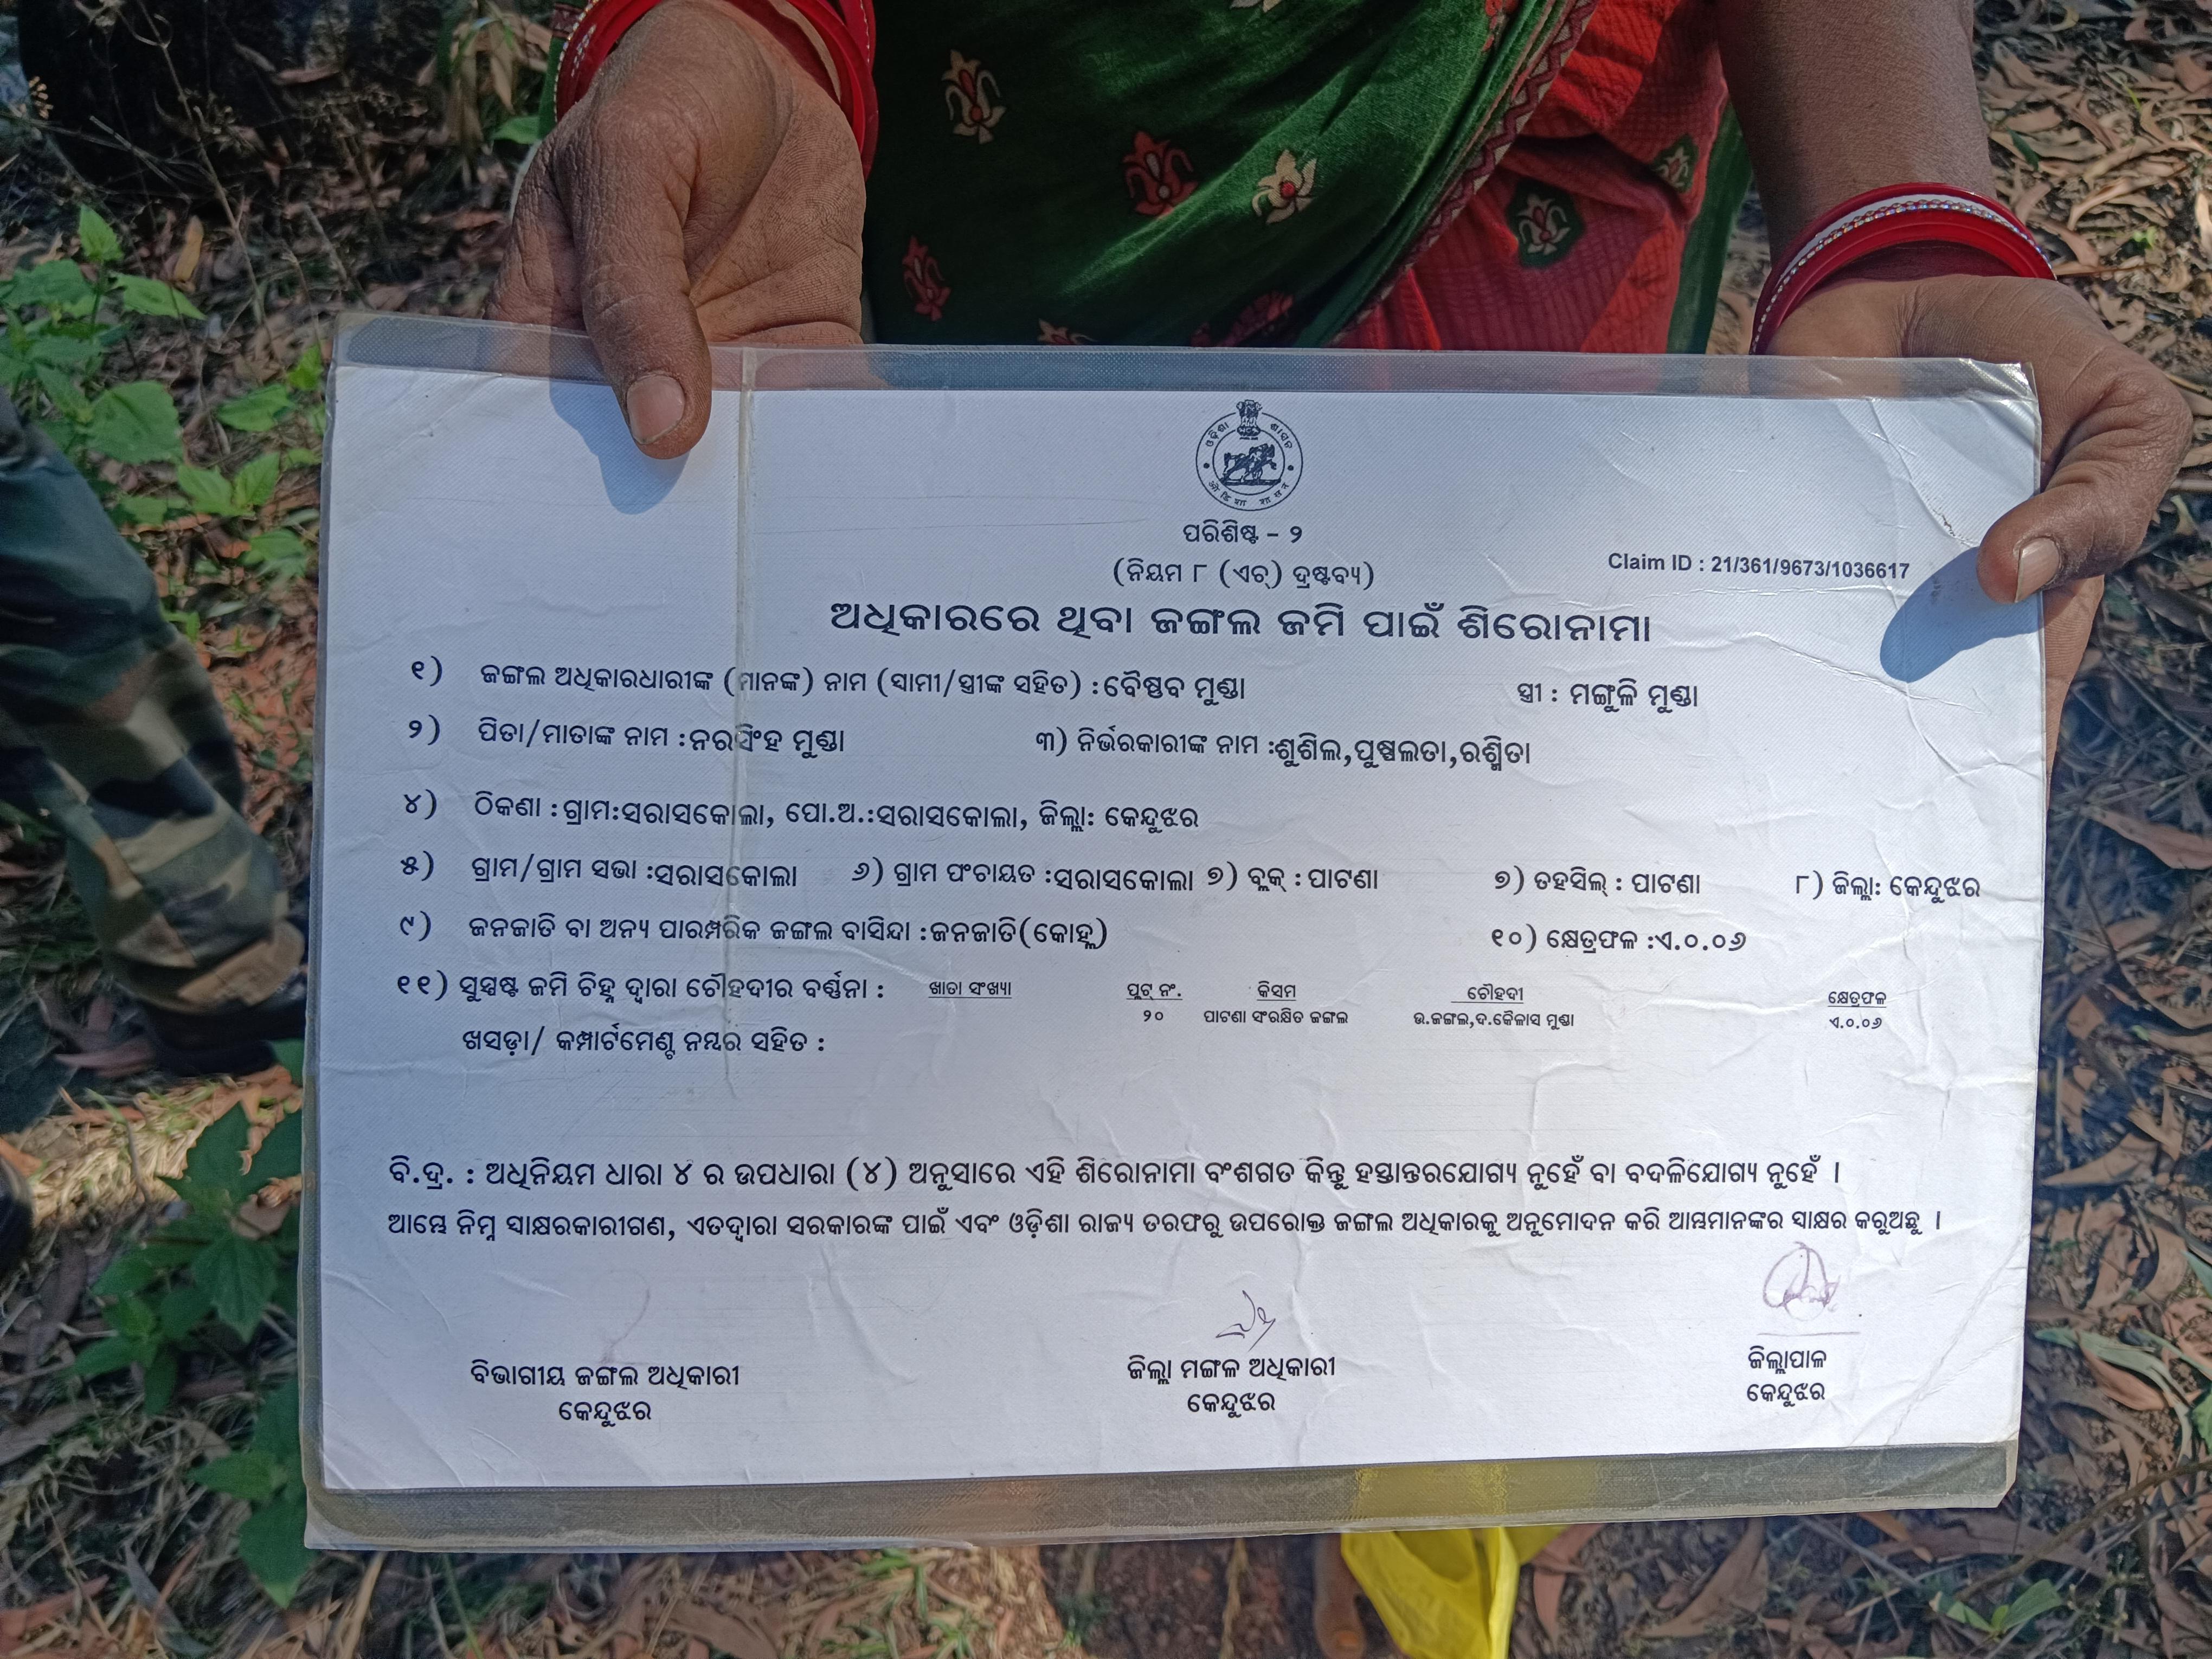 ଓଡ଼ିଶା ଶାସନ
ओडिशा शासन
ପରିଶିଷ୍ଟ - ୨
(ନିୟମ ୮ (ଏଚ୍) ଦ୍ରଷ୍ଟବ୍ୟ)
Claim ID : 21/361/9673/1036617
ଅଧିକାରରେ ଥିବା ଜଙ୍ଗଲ ଜମି ପାଇଁ ଶିରୋନାମା
୧) ଜଙ୍ଗଲ ଅଧିକାରଧାରୀଙ୍କ (ମାନଙ୍କ) ନାମ (ସ୍ୱାମୀ/ସ୍ତ୍ରୀଙ୍କ ସହିତ) : ବୈଷ୍ଣବ ମୁଣ୍ଡା ସ୍ତ୍ରୀ : ମଙ୍ଗୁଳି ମୁଣ୍ଡା
୨) ପିତା/ମାତାଙ୍କ ନାମ : ନରସିଂହ ମୁଣ୍ଡା ୩) ନିର୍ଭରକାରୀଙ୍କ ନାମ : ଶୁଶିଲ,ପୁଷ୍ପଲତା,ରଶ୍ମିତା
୪) ଠିକଣା : ଗ୍ରାମ:ସରାସକୋଲା, ପୋ.ଅ.:ସରାସକୋଲା, ଜିଲ୍ଲା: କେନ୍ଦୁଝର
୫) ଗ୍ରାମ/ଗ୍ରାମ ସଭା :ସରାସକୋଲା ୬) ଗ୍ରାମ ପଂଚାୟତ :ସରାସକୋଲା ୭) ବ୍ଲକ୍ : ପାଟଣା ୭) ତହସିଲ୍ : ପାଟଣା ୮) ଜିଲ୍ଲା: କେନ୍ଦୁଝର
୯) ଜନଜାତି ବା ଅନ୍ୟ ପାରମ୍ପରିକ ଜଙ୍ଗଲ ବାସିନ୍ଦା :ଜନଜାତି(କୋହ୍ଲ) ୧୦) କ୍ଷେତ୍ରଫଳ :ଏ.୦.୦୬
୧୧) ସୁସ୍ପଷ୍ଟ ଜମି ଚିହ୍ନ ଦ୍ୱାରା ଚୌହଦୀର ବର୍ଣ୍ଣନା : ଖାତା ସଂଖ୍ୟା ପ୍ଲଟ୍ ନଂ. କିସମ ଚୌହଦୀ କ୍ଷେତ୍ରଫଳ
୨୦ ପାଟଣା ସଂରକ୍ଷିତ ଜଙ୍ଗଲ ଉ.ଜଙ୍ଗଲ,ଦ.କୈଳାସ ମୁଣ୍ଡା ଏ.୦.୦୬
ଖସଡ଼ା/ କମ୍ପାର୍ଟମେଣ୍ଟ ନମ୍ବର ସହିତ :
ବି.ଦ୍ର. : ଅଧିନିୟମ ଧାରା ୪ ର ଉପଧାରା (୪) ଅନୁସାରେ ଏହି ଶିରୋନାମା ବଂଶଗତ କିନ୍ତୁ ହସ୍ତାନ୍ତରଯୋଗ୍ୟ ନୁହେଁ ବା ବଦଳିଯୋଗ୍ୟ ନୁହେଁ ।
ଆମ୍ଭେ ନିମ୍ନ ସ୍ୱାକ୍ଷରକାରୀଗଣ, ଏତଦ୍ୱାରା ସରକାରଙ୍କ ପାଇଁ ଏବଂ ଓଡ଼ିଶା ରାଜ୍ୟ ତରଫରୁ ଉପରୋକ୍ତ ଜଙ୍ଗଲ ଅଧିକାରକୁ ଅନୁମୋଦନ କରି ଆମ୍ଭମାନଙ୍କର ସ୍ୱାକ୍ଷର କରୁଅଛୁ ।
ବିଭାଗୀୟ ଜଙ୍ଗଲ ଅଧିକାରୀ ଜିଲ୍ଲା ମଙ୍ଗଳ ଅଧିକାରୀ ଜିଲ୍ଲାପାଳ
କେନ୍ଦୁଝର କେନ୍ଦୁଝର କେନ୍ଦୁଝର